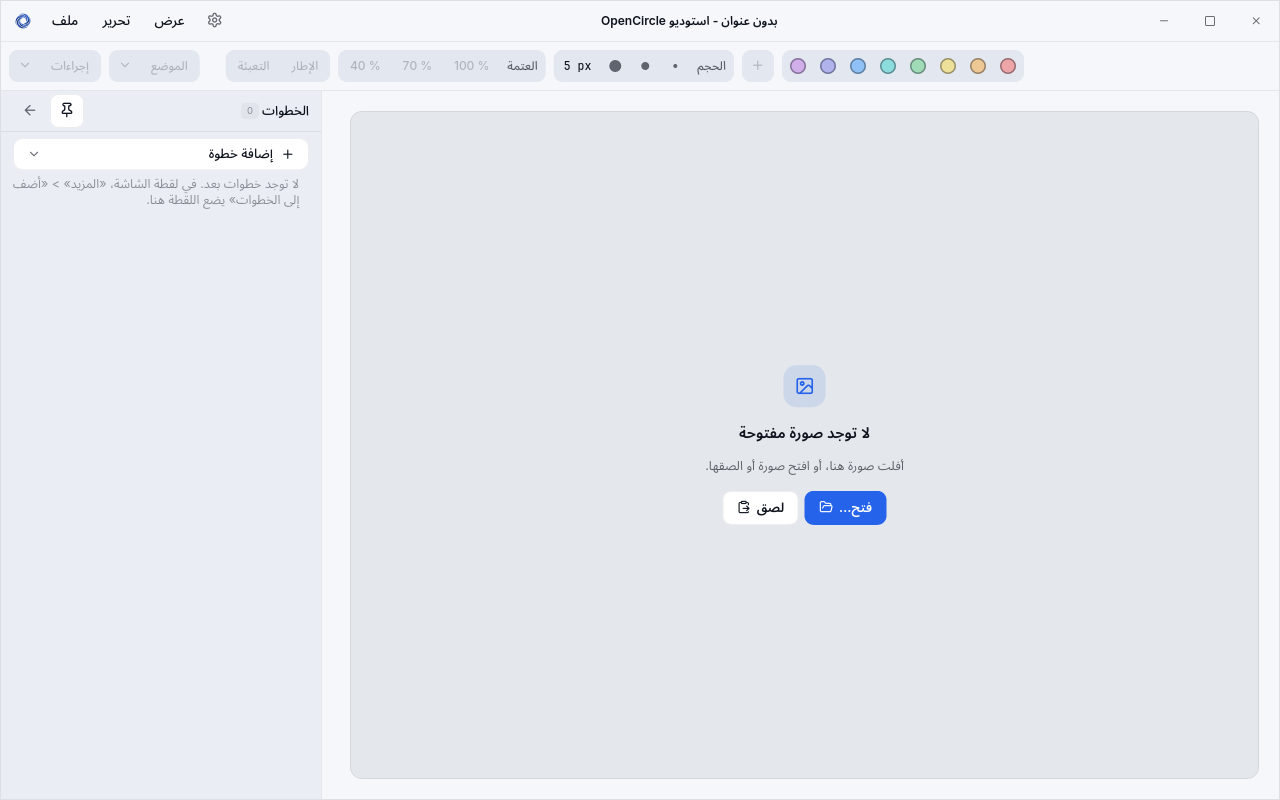 ملف تحرير عرض
بدون عنوان - استوديو OpenCircle
الحجم 5 px
العتمة 100 % 70 % 40 %
الإطار التعبئة
الموضع
إجراءات
الخطوات 0
إضافة خطوة
لا توجد خطوات بعد. في لقطة الشاشة، «المزيد» > «أضف
إلى الخطوات» يضع اللقطة هنا.
لا توجد صورة مفتوحة
أفلت صورة هنا، أو افتح صورة أو الصقها.
فتح...
لصق